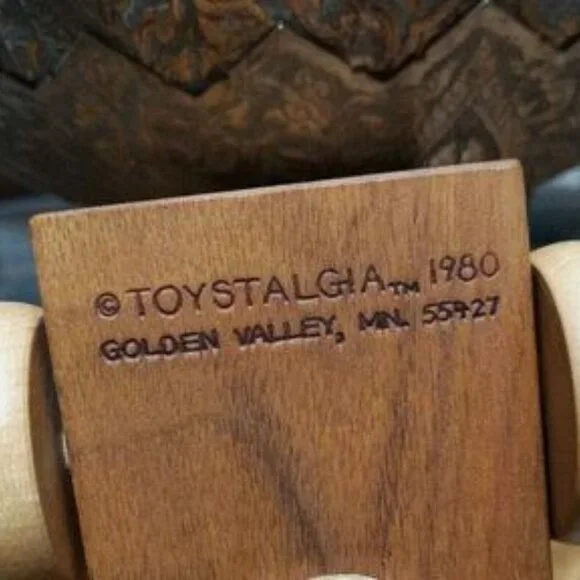 ©TOYSTALGIA™ 1980
GOLDEN VALLEY, MN. 55427